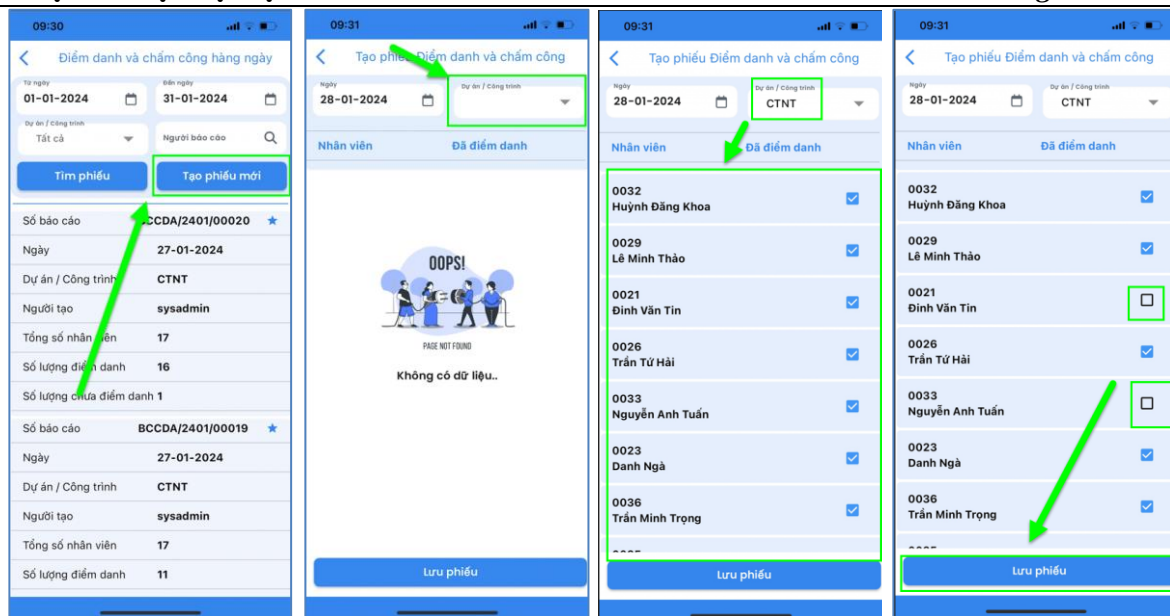 09:30
Điểm danh và chấm công hàng ngày
Từ ngày
Đến ngày
01-01-2024
31-01-2024
Dự án / Công trình
Tất cả
Người báo cáo
Tìm phiếu
Tạo phiếu mới
Số báo cáo BCCDA/2401/00020
Ngày 27-01-2024
Dự án / Công trình CTNT
Người tạo sysadmin
Tổng số nhân viên 17
Số lượng điểm danh 16
Số lượng chưa điểm danh 1
Số báo cáo BCCDA/2401/00019
Ngày 27-01-2024
Dự án / Công trình CTNT
Người tạo sysadmin
Tổng số nhân viên 17
Số lượng điểm danh 11
09:31
Tạo phiếu Điểm danh và chấm công
Ngày
Dự án / Công trình
28-01-2024
Nhân viên Đã điểm danh
OOPS!
PAGE NOT FOUND
Không có dữ liệu..
Lưu phiếu
09:31
Tạo phiếu Điểm danh và chấm công
Ngày
Dự án / Công trình
28-01-2024
CTNT
Nhân viên Đã điểm danh
0032
Huỳnh Đăng Khoa
0029
Lê Minh Thảo
0021
Đinh Văn Tin
0026
Trần Tứ Hải
0033
Nguyễn Anh Tuấn
0023
Danh Ngà
0036
Trần Minh Trọng
Lưu phiếu
09:31
Tạo phiếu Điểm danh và chấm công
Ngày
Dự án / Công trình
28-01-2024
CTNT
Nhân viên Đã điểm danh
0032
Huỳnh Đăng Khoa
0029
Lê Minh Thảo
0021
Đinh Văn Tin
0026
Trần Tứ Hải
0033
Nguyễn Anh Tuấn
0023
Danh Ngà
0036
Trần Minh Trọng
Lưu phiếu